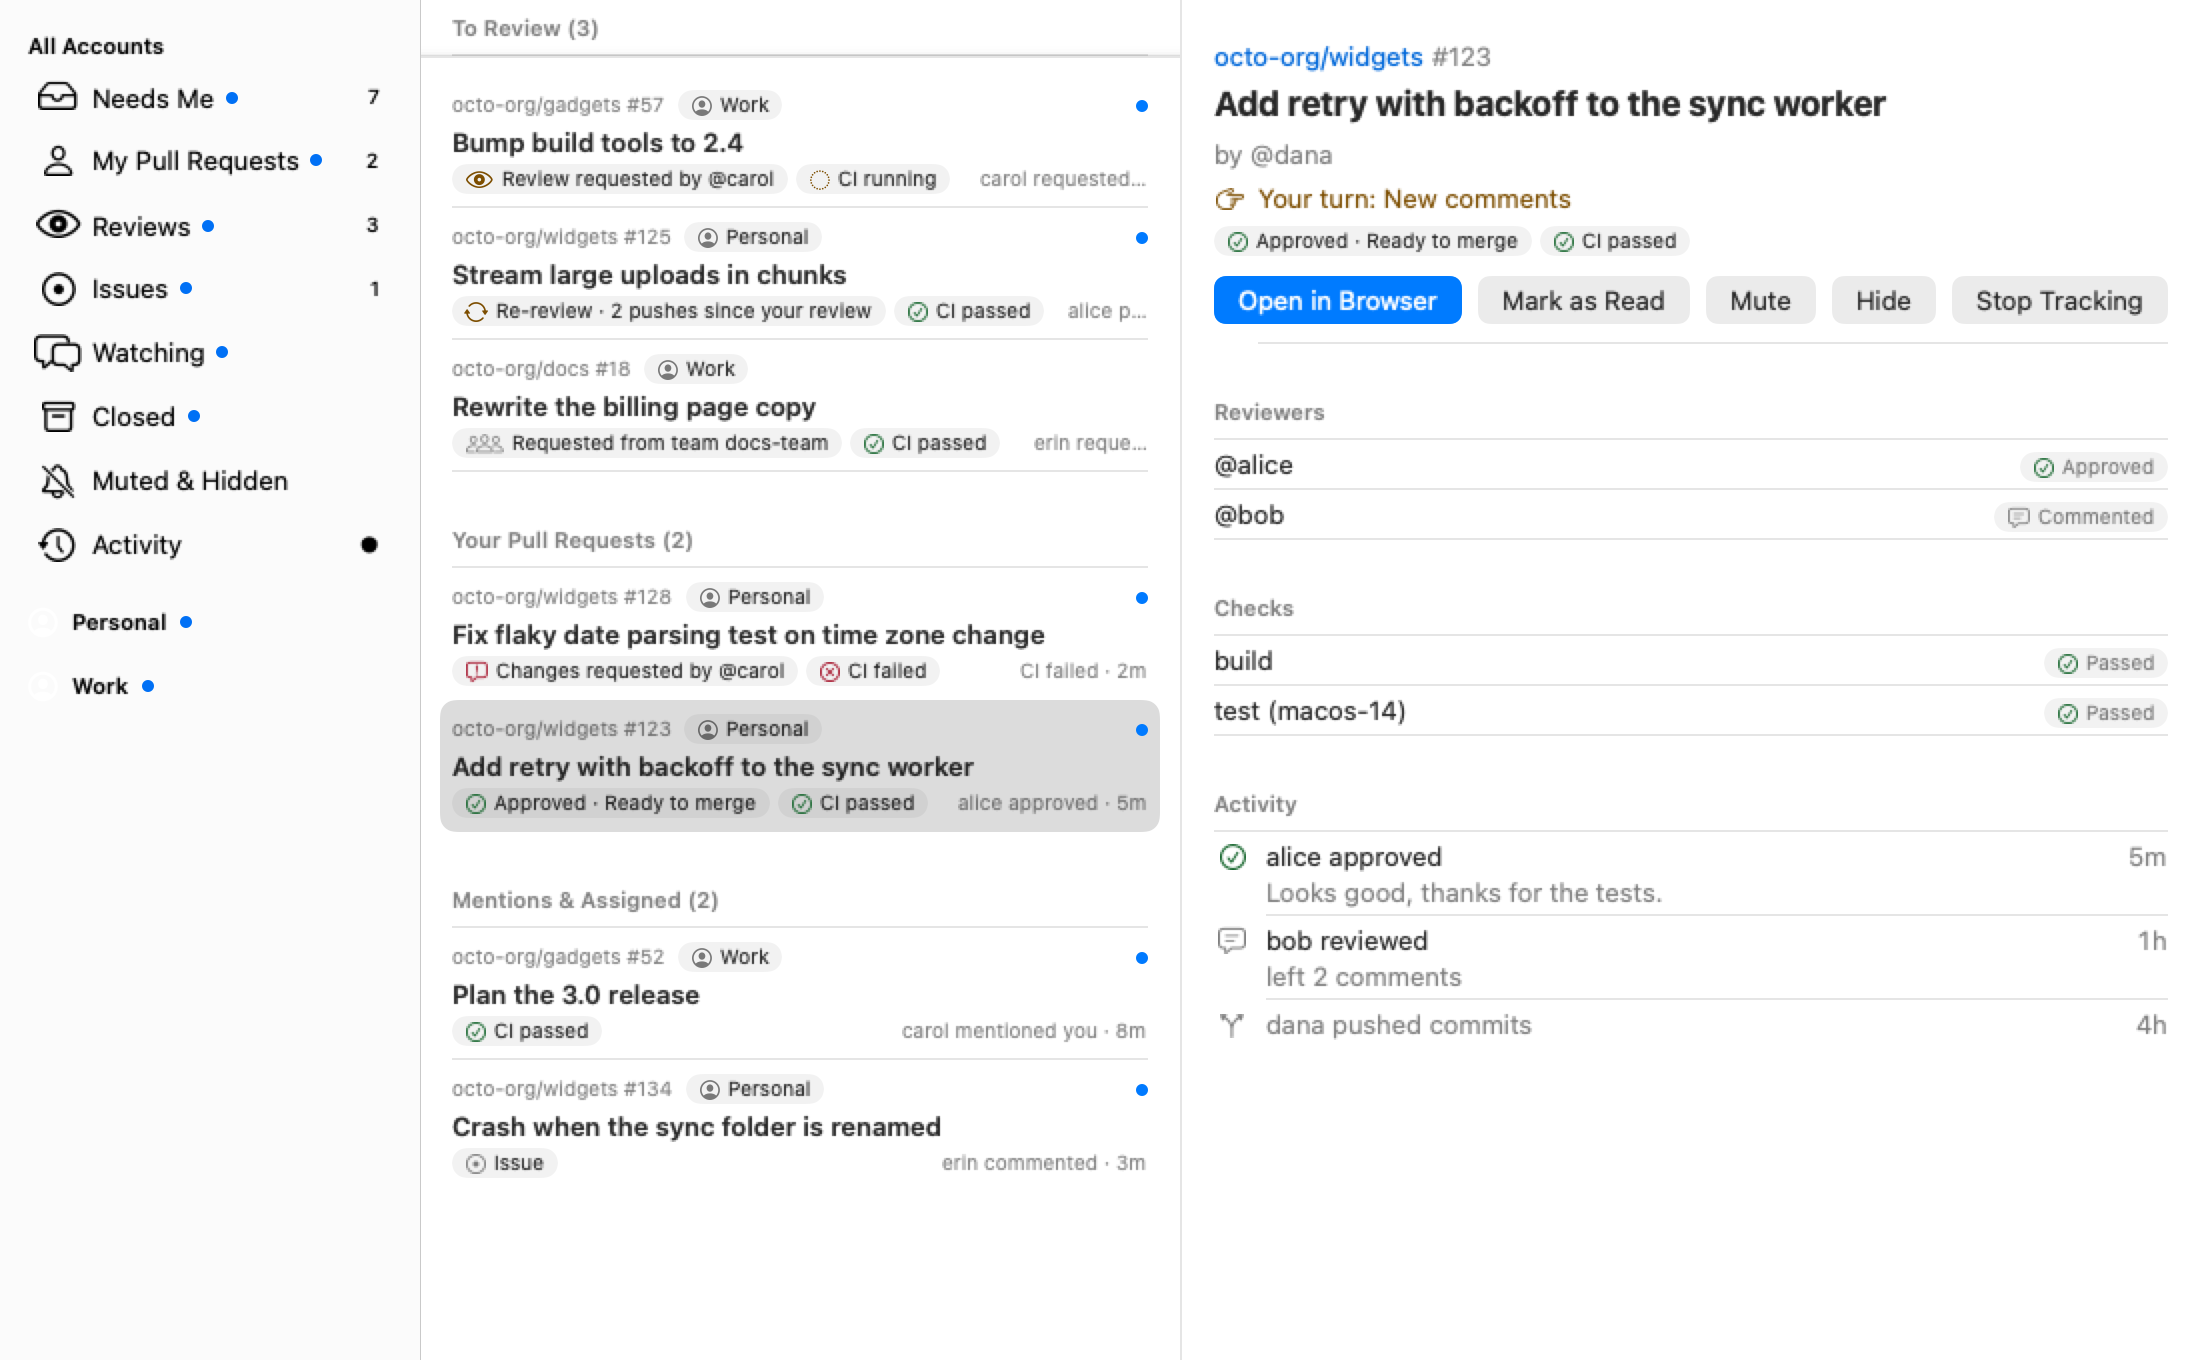 All Accounts
Needs Me 7
My Pull Requests 2
Reviews 3
Issues 1
Watching
Closed
Muted & Hidden
Activity
Personal
Work
To Review (3)
octo-org/gadgets #57 Work
Bump build tools to 2.4
Review requested by @carol CI running carol requested...
octo-org/widgets #125 Personal
Stream large uploads in chunks
Re-review · 2 pushes since your review CI passed alice p...
octo-org/docs #18 Work
Rewrite the billing page copy
Requested from team docs-team CI passed erin reque...
Your Pull Requests (2)
octo-org/widgets #128 Personal
Fix flaky date parsing test on time zone change
Changes requested by @carol CI failed CI failed · 2m
octo-org/widgets #123 Personal
Add retry with backoff to the sync worker
Approved · Ready to merge CI passed alice approved · 5m
Mentions & Assigned (2)
octo-org/gadgets #52 Work
Plan the 3.0 release
CI passed carol mentioned you · 8m
octo-org/widgets #134 Personal
Crash when the sync folder is renamed
Issue erin commented · 3m
octo-org/widgets #123
Add retry with backoff to the sync worker
by @dana
Your turn: New comments
Approved · Ready to merge CI passed
Open in Browser Mark as Read Mute Hide Stop Tracking
Reviewers
@alice Approved
@bob Commented
Checks
build Passed
test (macos-14) Passed
Activity
alice approved 5m
Looks good, thanks for the tests.
bob reviewed 1h
left 2 comments
dana pushed commits 4h